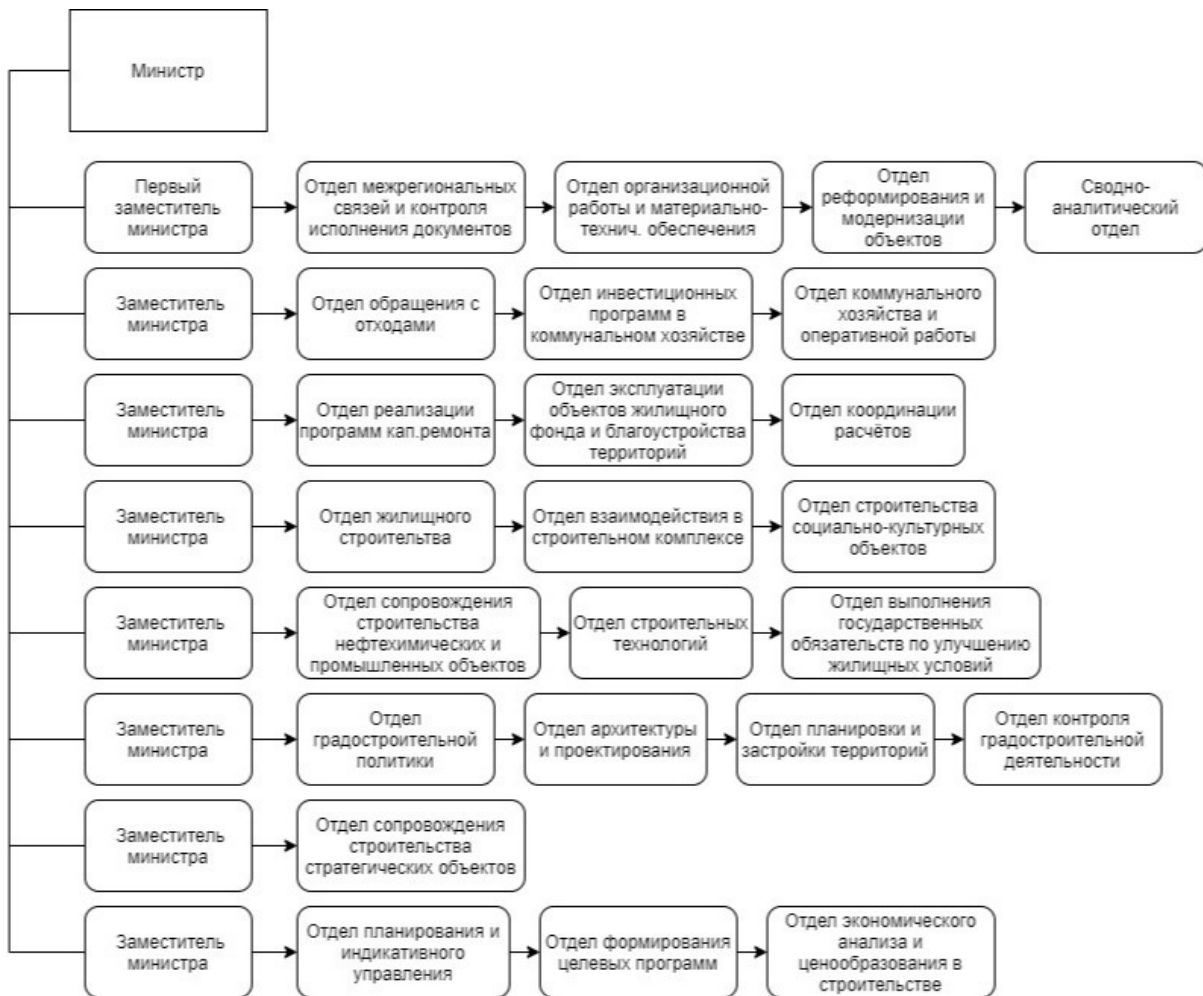 Министр
Первый
заместитель
министра
Отдел межрегиональных
связей и контроля
исполнения документов
Отдел организационной
работы и материально-
технич. обеспечения
Отдел
реформирования и
модернизации
объектов
Сводно-
аналитический
отдел
Заместитель
министра
Отдел обращения с
отходами
Отдел инвестиционных
программ в
коммунальном хозяйстве
Отдел коммунального
хозяйства и
оперативной работы
Заместитель
министра
Отдел реализации
программ кап.ремонта
Отдел эксплуатации
объектов жилищного
фонда и благоустройства
территорий
Отдел координации
расчётов
Заместитель
министра
Отдел жилищного
строительства
Отдел взаимодействия в
строительном комплексе
Отдел строительства
социально-культурных
объектов
Заместитель
министра
Отдел сопровождения
строительства
нефтехимических и
промышленных объектов
Отдел строительных
технологий
Отдел выполнения
государственных
обязательств по улучшению
жилищных условий
Заместитель
министра
Отдел
градостроительной
политики
Отдел архитектуры
и проектирования
Отдел планировки и
застройки территорий
Отдел контроля
градостроительной
деятельности
Заместитель
министра
Отдел сопровождения
строительства
стратегических объектов
Заместитель
министра
Отдел планирования и
индикативного
управления
Отдел формирования
целевых программ
Отдел экономического
анализа и
ценообразования в
строительстве